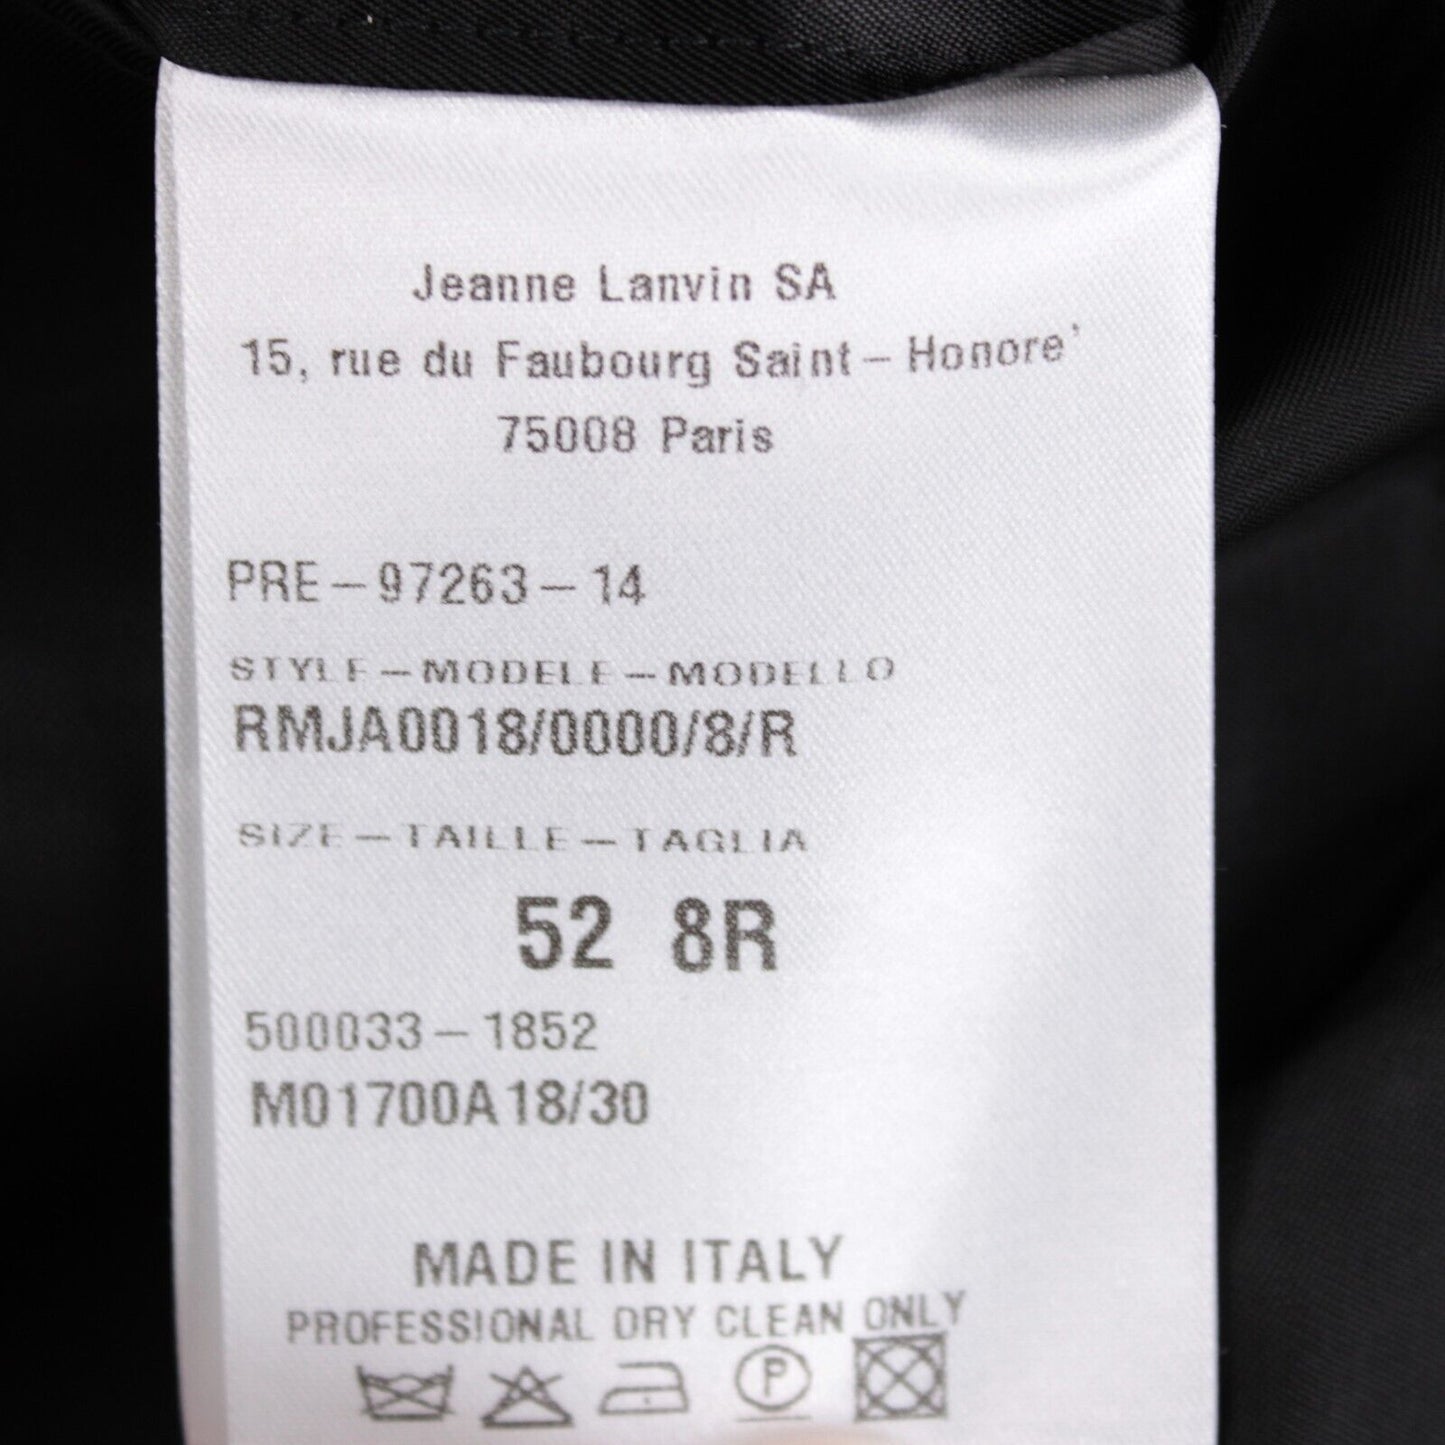 Jeanne Lanvin SA
15, rue du Faubourg Saint-Honore'
75008 Paris
PRE-97263-14
STYLE-MODELE-MODELLO
RMJA0018/0000/8/R
SIZE-TAILLE-TAGLIA
52 8R
500033-1852
M01700A18/30
MADE IN ITALY
PROFESSIONAL DRY CLEAN ONLY
P